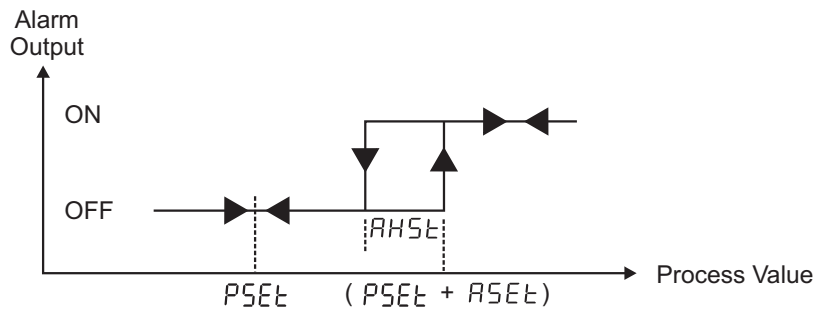 Alarm
Output
ON
OFF
AHSt
Process Value
PSEt
( PSEt + ASEt )